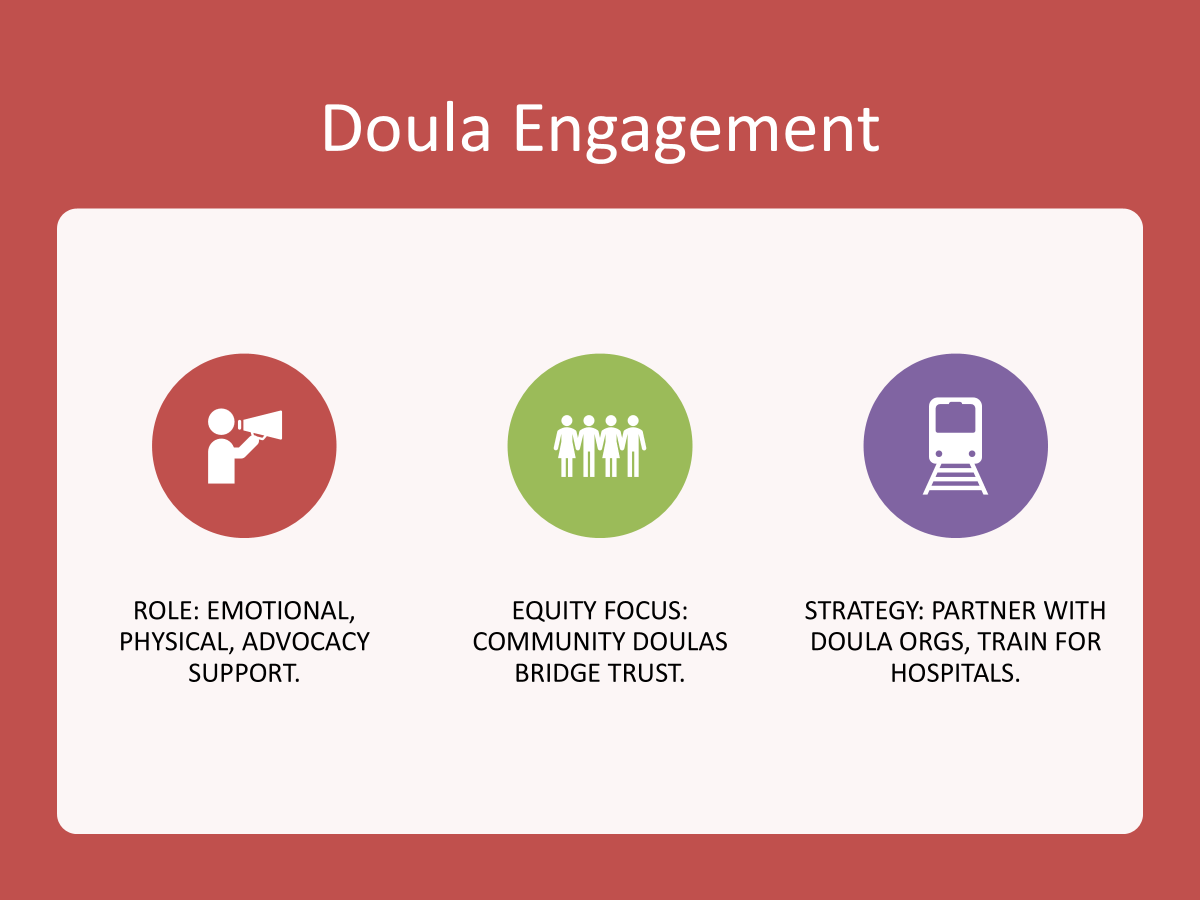 Doula Engagement
ROLE: EMOTIONAL,
PHYSICAL, ADVOCACY
SUPPORT.
EQUITY FOCUS:
COMMUNITY DOULAS
BRIDGE TRUST.
STRATEGY: PARTNER WITH
DOULA ORGS, TRAIN FOR
HOSPITALS.